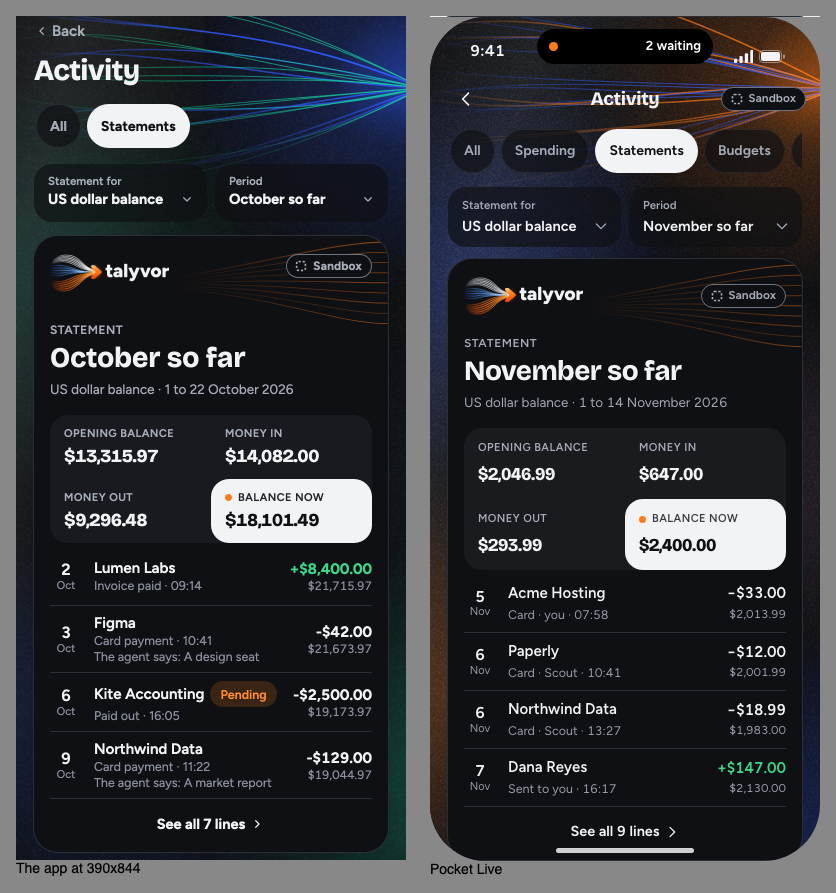 Back
Activity
All
Statements
Statement for
US dollar balance
Period
October so far
talyvor
Sandbox
STATEMENT
October so far
US dollar balance · 1 to 22 October 2026
OPENING BALANCE
$13,315.97
MONEY IN
$14,082.00
MONEY OUT
$9,296.48
BALANCE NOW
$18,101.49
2 Oct
Lumen Labs
Invoice paid · 09:14
+$8,400.00
$21,715.97
3 Oct
Figma
Card payment · 10:41
The agent says: A design seat
-$42.00
$21,673.97
6 Oct
Kite Accounting
Pending
Paid out · 16:05
-$2,500.00
$19,173.97
9 Oct
Northwind Data
Card payment · 11:22
The agent says: A market report
-$129.00
$19,044.97
See all 7 lines
The app at 390x844
9:41
2 waiting
Activity
Sandbox
All
Spending
Statements
Budgets
Statement for
US dollar balance
Period
November so far
talyvor
Sandbox
STATEMENT
November so far
US dollar balance · 1 to 14 November 2026
OPENING BALANCE
$2,046.99
MONEY IN
$647.00
MONEY OUT
$293.99
BALANCE NOW
$2,400.00
5 Nov
Acme Hosting
Card · you · 07:58
-$33.00
$2,013.99
6 Nov
Paperly
Card · Scout · 10:41
-$12.00
$2,001.99
6 Nov
Northwind Data
Card · Scout · 13:27
-$18.99
$1,983.00
7 Nov
Dana Reyes
Sent to you · 16:17
+$147.00
$2,130.00
See all 9 lines
Pocket Live